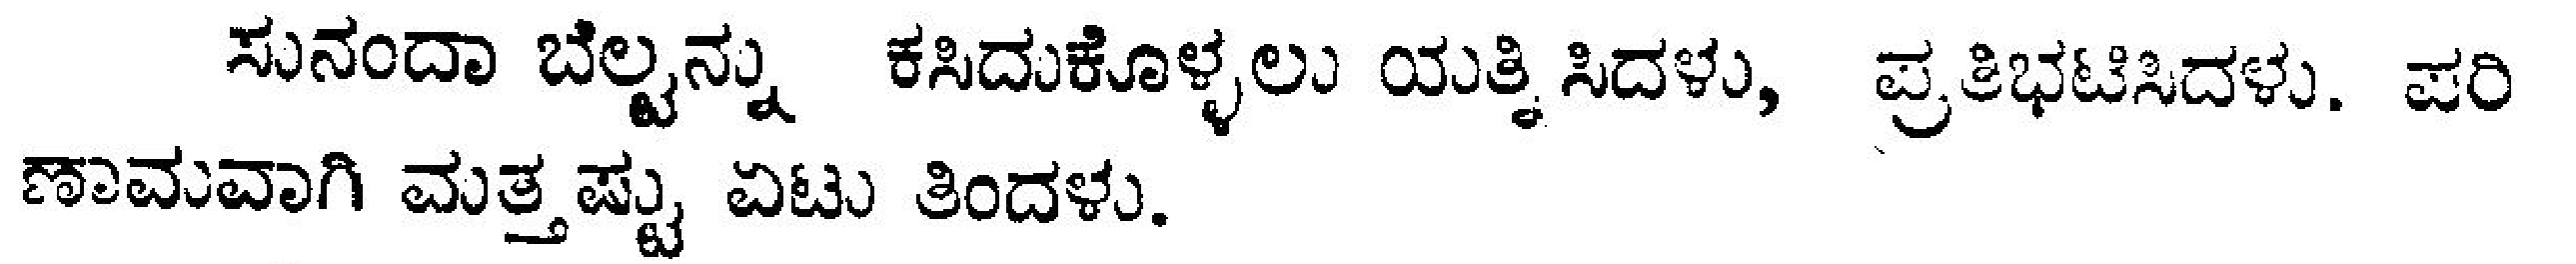 ಸುನಂದಾ ಬೆಲ್ಟನ್ನು ಕಸಿದುಕೊಳ್ಳಲು ಯತ್ನಿಸಿದಳು, ಪ್ರತಿಭಟಿಸಿದಳು. ಪರಿ
ಣಾಮವಾಗಿ ಮತ್ತಷ್ಟು ಏಟು ತಿಂದಳು.